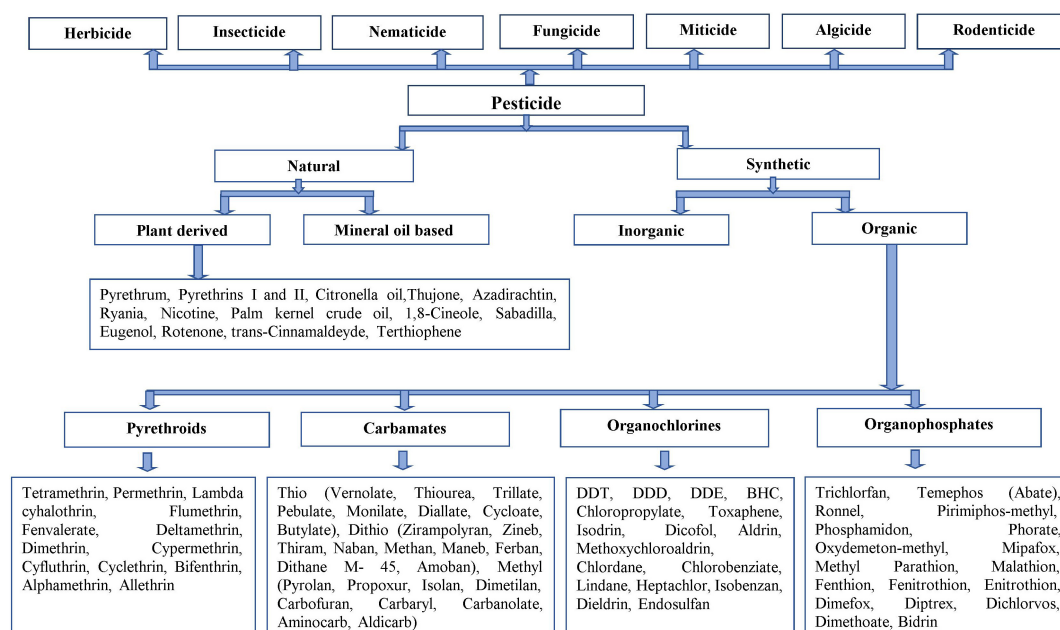 Herbicide
Insecticide
Nematicide
Fungicide
Miticide
Algicide
Rodenticide
Pesticide
Natural
Synthetic
Plant derived
Mineral oil based
Inorganic
Organic
Pyrethrum, Pyrethrins I and II, Citronella oil,Thujone, Azadirachtin,
Ryania, Nicotine, Palm kernel crude oil, 1,8-Cineole, Sabadilla,
Eugenol, Rotenone, trans-Cinnamaldeyde, Terthiophene
Pyrethroids
Carbamates
Organochlorines
Organophosphates
Tetramethrin, Permethrin, Lambda
cyhalothrin, Flumethrin,
Fenvalerate, Deltamethrin,
Dimethrin, Cypermethrin,
Cyfluthrin, Cyclethrin, Bifenthrin,
Alphamethrin, Allethrin
Thio (Vernolate, Thiourea, Trillate,
Pebulate, Monilate, Diallate, Cycloate,
Butylate), Dithio (Zirampolyran, Zineb,
Thiram, Naban, Methan, Maneb, Ferban,
Dithane M- 45, Amoban), Methyl
(Pyrolan, Propoxur, Isolan, Dimetilan,
Carbofuran, Carbaryl, Carbanolate,
Aminocarb, Aldicarb)
DDT, DDD, DDE, BHC,
Chloropropylate, Toxaphene,
Isodrin, Dicofol, Aldrin,
Methoxychloroaldrin,
Chlordane, Chlorobenziate,
Lindane, Heptachlor, Isobenzan,
Dieldrin, Endosulfan
Trichlorfan, Temephos (Abate),
Ronnel, Pirimiphos-methyl,
Phosphamidon, Phorate,
Oxydemeton-methyl, Mipafox,
Methyl Parathion, Malathion,
Fenthion, Fenitrothion, Enitrothion,
Dimefox, Diptrex, Dichlorvos,
Dimethoate, Bidrin